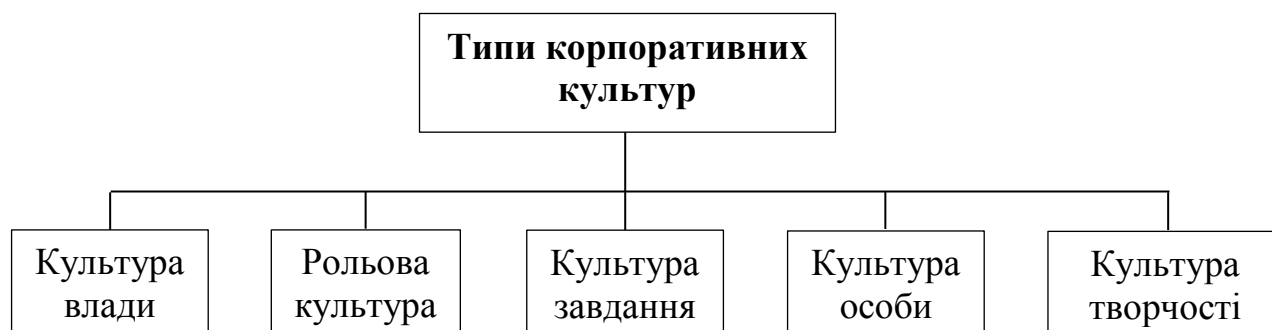 Типи корпоративних
культур
Культура
влади
Рольова
культура
Культура
завдання
Культура
особи
Культура
творчості